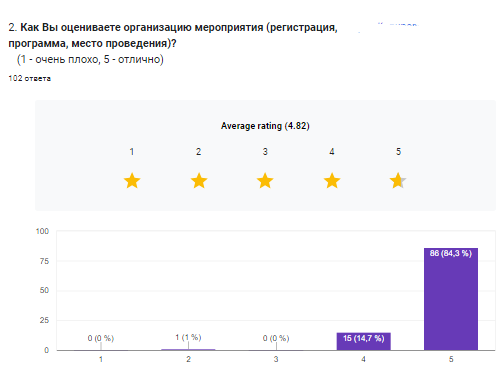 2. Как Вы оцениваете организацию мероприятия (регистрация,
программа, место проведения)?
(1 - очень плохо, 5 - отлично)
102 ответа
Average rating (4.82)
1 2 3 4 5
100
75
50
25
0
0 (0 %) 1 (1 %) 0 (0 %) 15 (14,7 %) 86 (84,3 %)
1 2 3 4 5